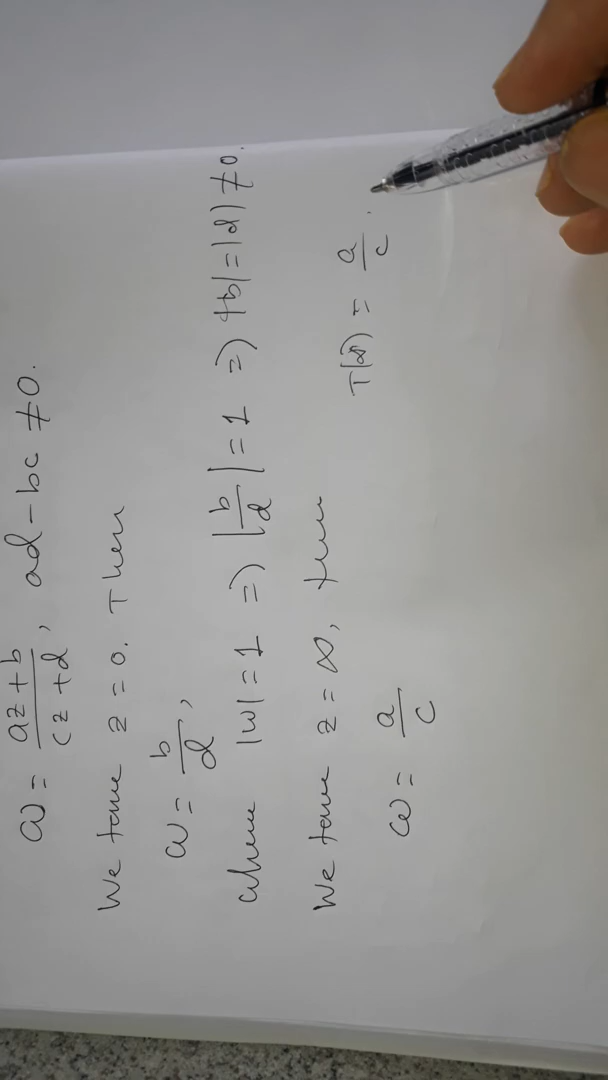 ω = az+b / cz+d , ad-bc ≠ 0.
We take z = 0. Then
ω = b/d ,
where |w| = 1 => |b/d| = 1 => |b| = |d| ≠ 0.
We take z = ∞, then T(∞) = a/c .
ω = a/c